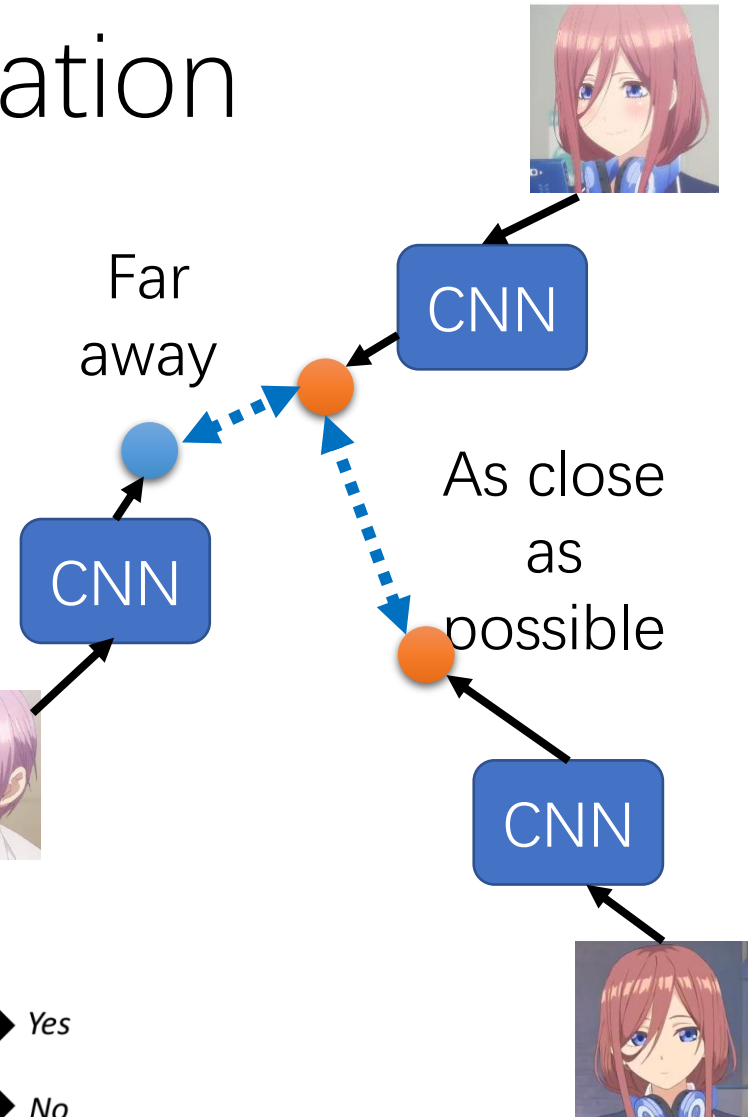 ation
Far
away
CNN
As close
as
possible
CNN
CNN
Yes
No